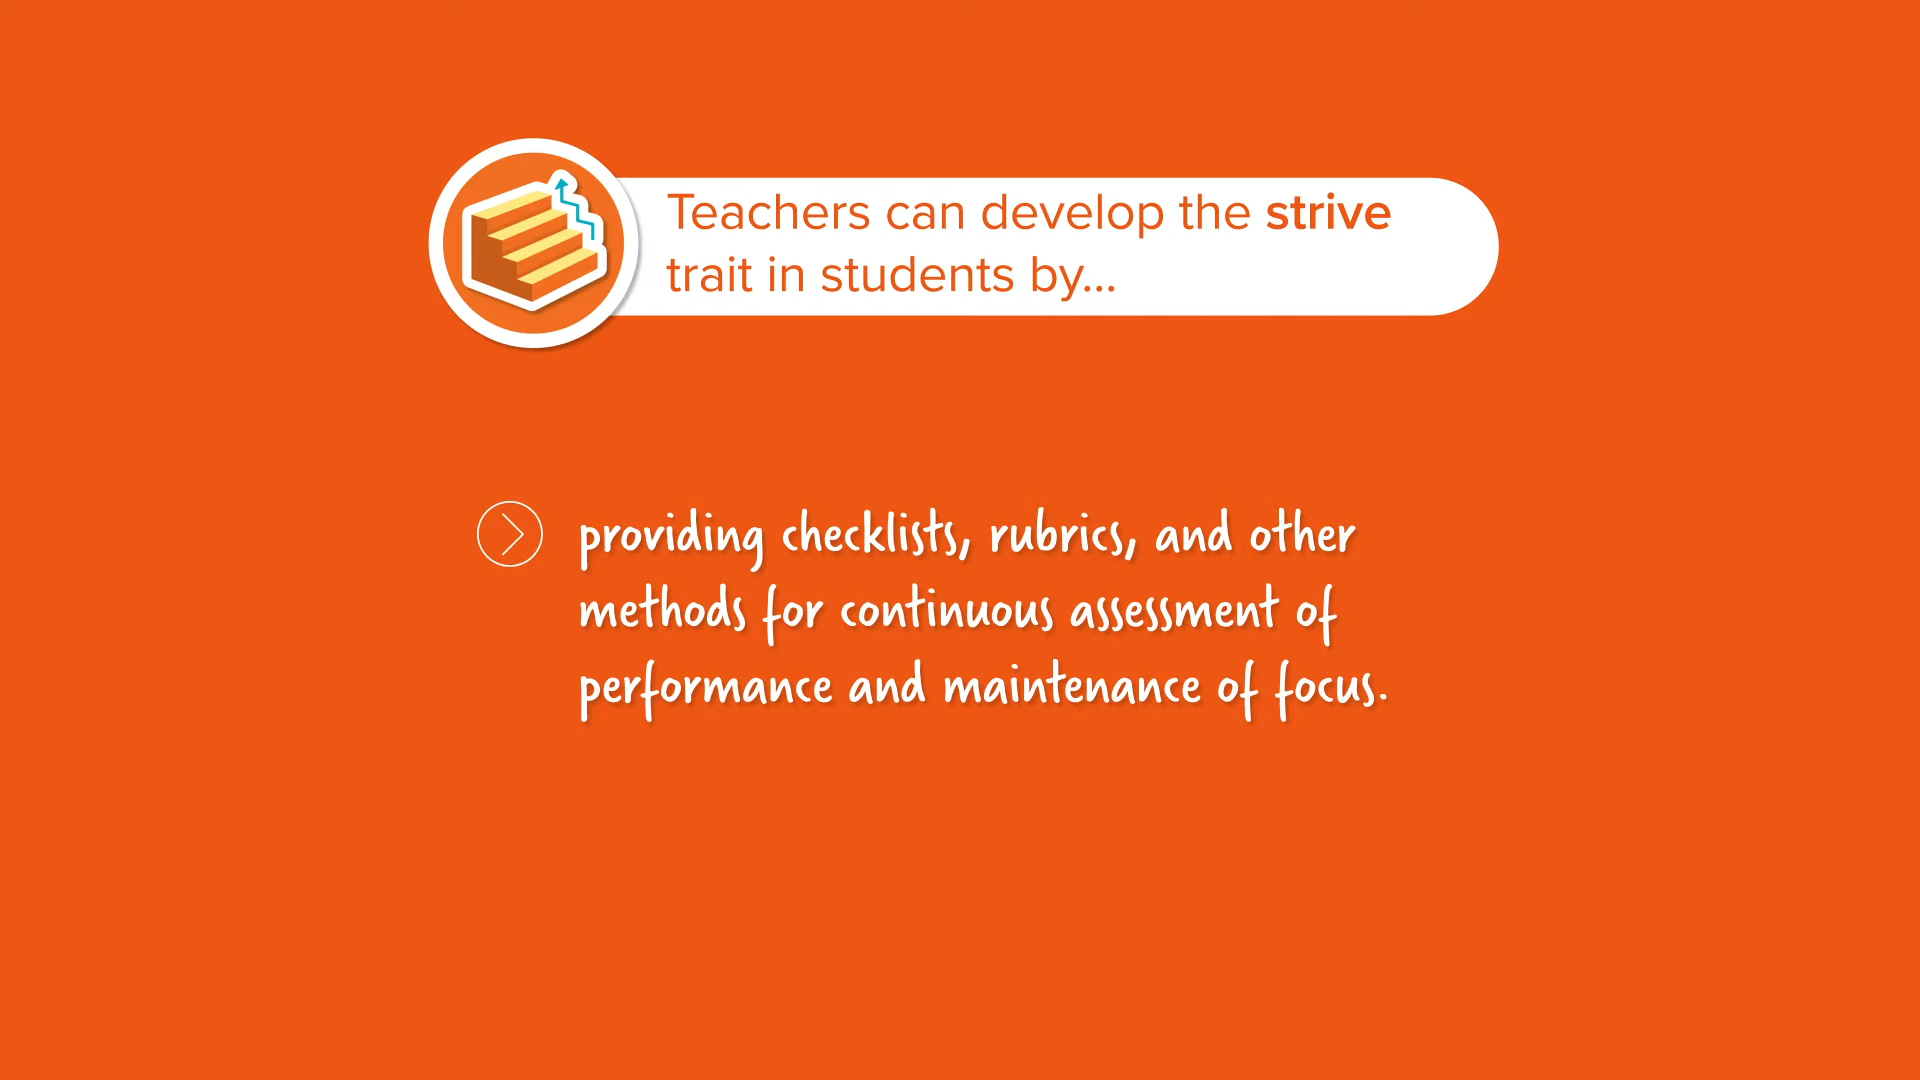 Teachers can develop the strive
trait in students by...
providing checklists, rubrics, and other
methods for continuous assessment of
performance and maintenance of focus.